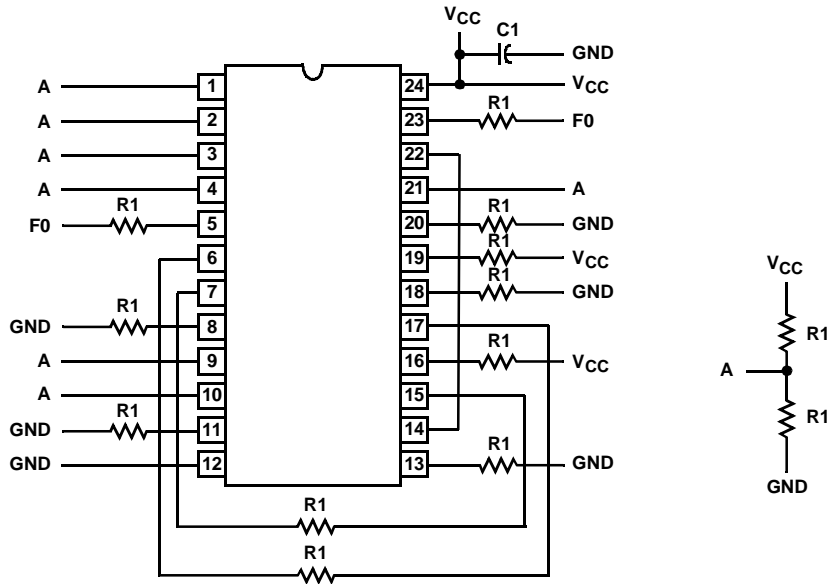 VCC
C1
GND
A 1 24 VCC
R1
A 2 23 F0
A 3 22
A 4 21 A
R1 R1
F0 5 20 GND
R1
6 19 VCC
R1
7 18 GND
R1
GND 8 17
R1
A 9 16 VCC
A 10 15
R1 R1
GND 11 14
GND 12 13 GND
R1
R1
VCC
R1
A
R1
GND